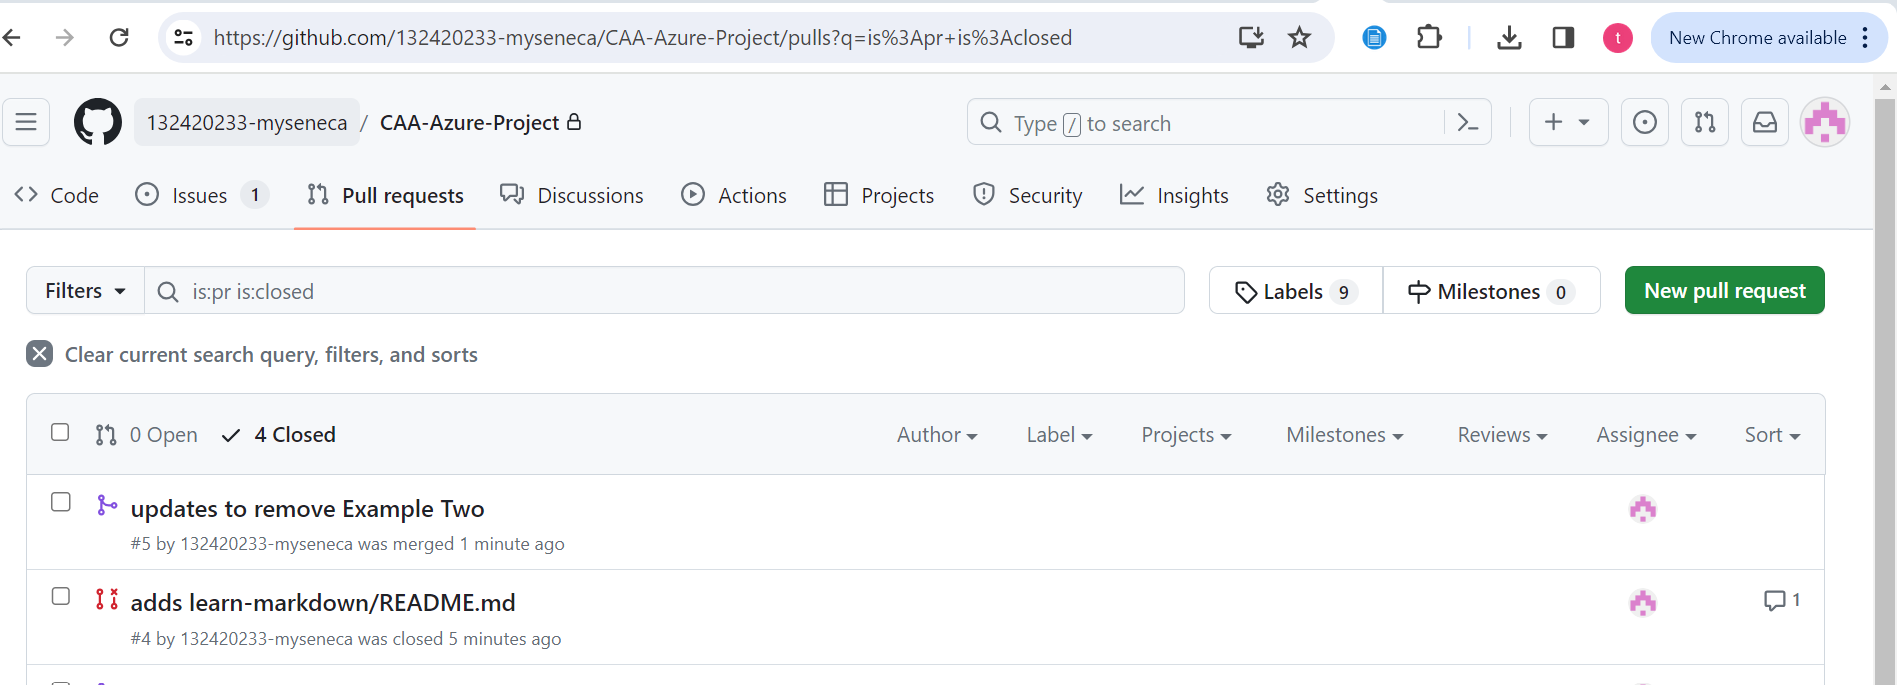 https://github.com/132420233-myseneca/CAA-Azure-Project/pulls?q=is%3Apr+is%3Aclosed
t
New Chrome available
132420233-myseneca / CAA-Azure-Project
Type / to search
Code
Issues 1
Pull requests
Discussions
Actions
Projects
Security
Insights
Settings
Filters
is:pr is:closed
Labels 9
Milestones 0
New pull request
Clear current search query, filters, and sorts
0 Open
4 Closed
Author
Label
Projects
Milestones
Reviews
Assignee
Sort
updates to remove Example Two
#5 by 132420233-myseneca was merged 1 minute ago
adds learn-markdown/README.md
1
#4 by 132420233-myseneca was closed 5 minutes ago